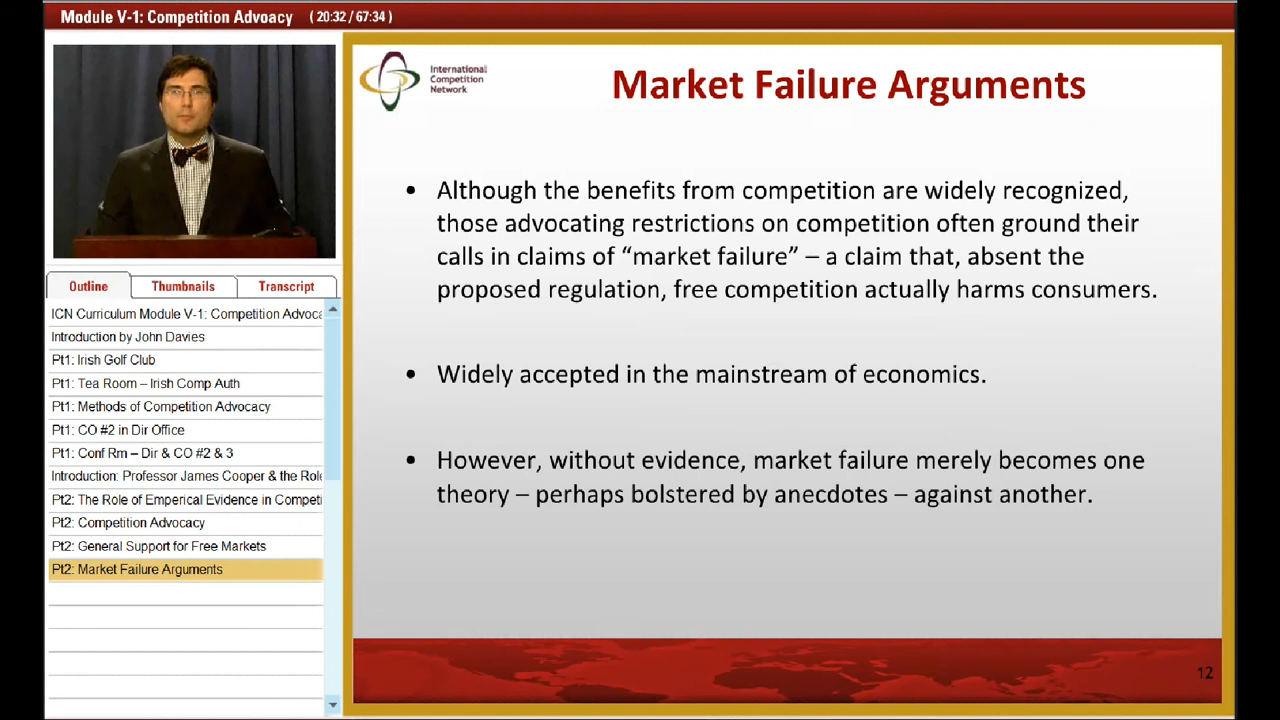 Module V-1: Competition Advoacy ( 20:32 / 67:34 )
International
Competition
Network
Market Failure Arguments
• Although the benefits from competition are widely recognized,
those advocating restrictions on competition often ground their
calls in claims of “market failure” – a claim that, absent the
proposed regulation, free competition actually harms consumers.
• Widely accepted in the mainstream of economics.
• However, without evidence, market failure merely becomes one
theory – perhaps bolstered by anecdotes – against another.
12
Outline Thumbnails Transcript
ICN Curriculum Module V-1: Competition Advoca
Introduction by John Davies
Pt1: Irish Golf Club
Pt1: Tea Room – Irish Comp Auth
Pt1: Methods of Competition Advocacy
Pt1: CO #2 in Dir Office
Pt1: Conf Rm – Dir & CO #2 & 3
Introduction: Professor James Cooper & the Role
Pt2: The Role of Emperical Evidence in Competi
Pt2: Competition Advocacy
Pt2: General Support for Free Markets
Pt2: Market Failure Arguments